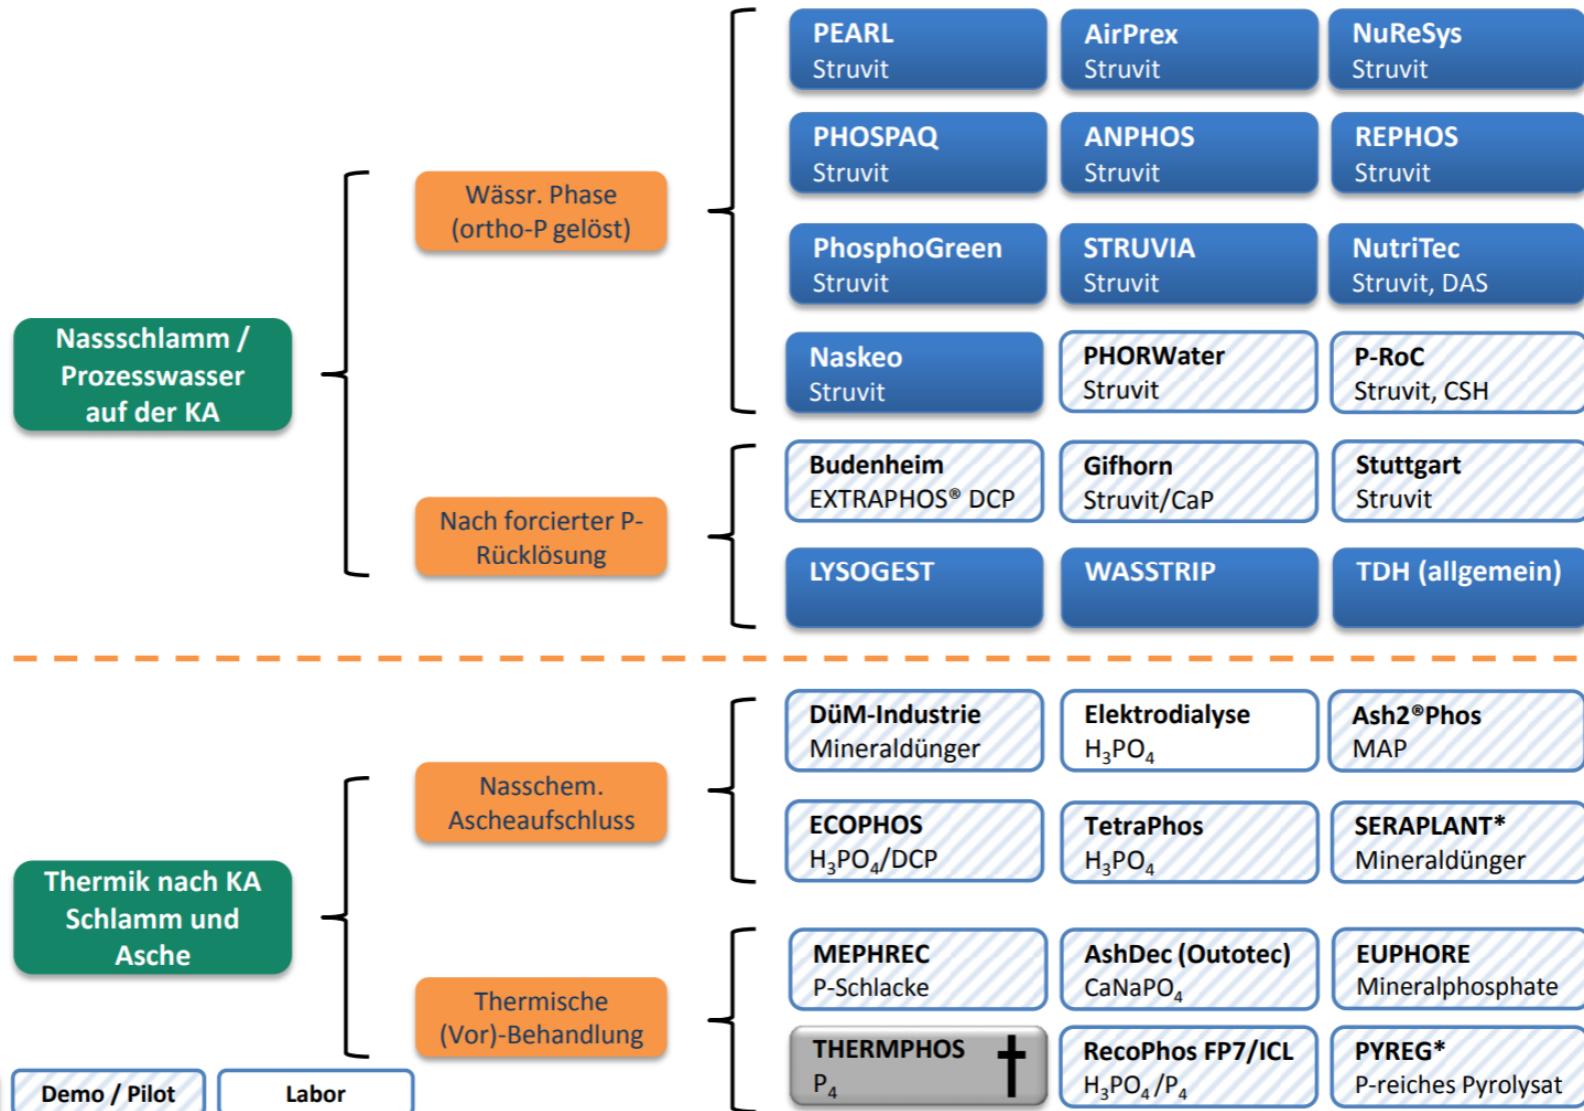 Nassschlamm /
Prozesswasser
auf der KA
Wässr. Phase
(ortho-P gelöst)
PEARL
Struvit
AirPrex
Struvit
NuReSys
Struvit
PHOSPAQ
Struvit
ANPHOS
Struvit
REPHOS
Struvit
PhosphoGreen
Struvit
STRUVIA
Struvit
NutriTec
Struvit, DAS
Naskeo
Struvit
PHORWater
Struvit
P-RoC
Struvit, CSH
Nach forcierter P-
Rücklösung
Budenheim
EXTRAPHOS® DCP
Gifhorn
Struvit/CaP
Stuttgart
Struvit
LYSOGEST
WASSTRIP
TDH (allgemein)
Thermik nach KA
Schlamm und
Asche
Nasschem.
Ascheaufschluss
DüM-Industrie
Mineraldünger
Elektrodialyse
H₃PO₄
Ash2®Phos
MAP
ECOPHOS
H₃PO₄/DCP
TetraPhos
H₃PO₄
SERAPLANT*
Mineraldünger
Thermische
(Vor)-Behandlung
MEPHREC
P-Schlacke
AshDec (Outotec)
CaNaPO₄
EUPHORE
Mineralphosphate
THERMPHOS
P₄
RecoPhos FP7/ICL
H₃PO₄/P₄
PYREG*
P-reiches Pyrolysat
Demo / Pilot
Labor